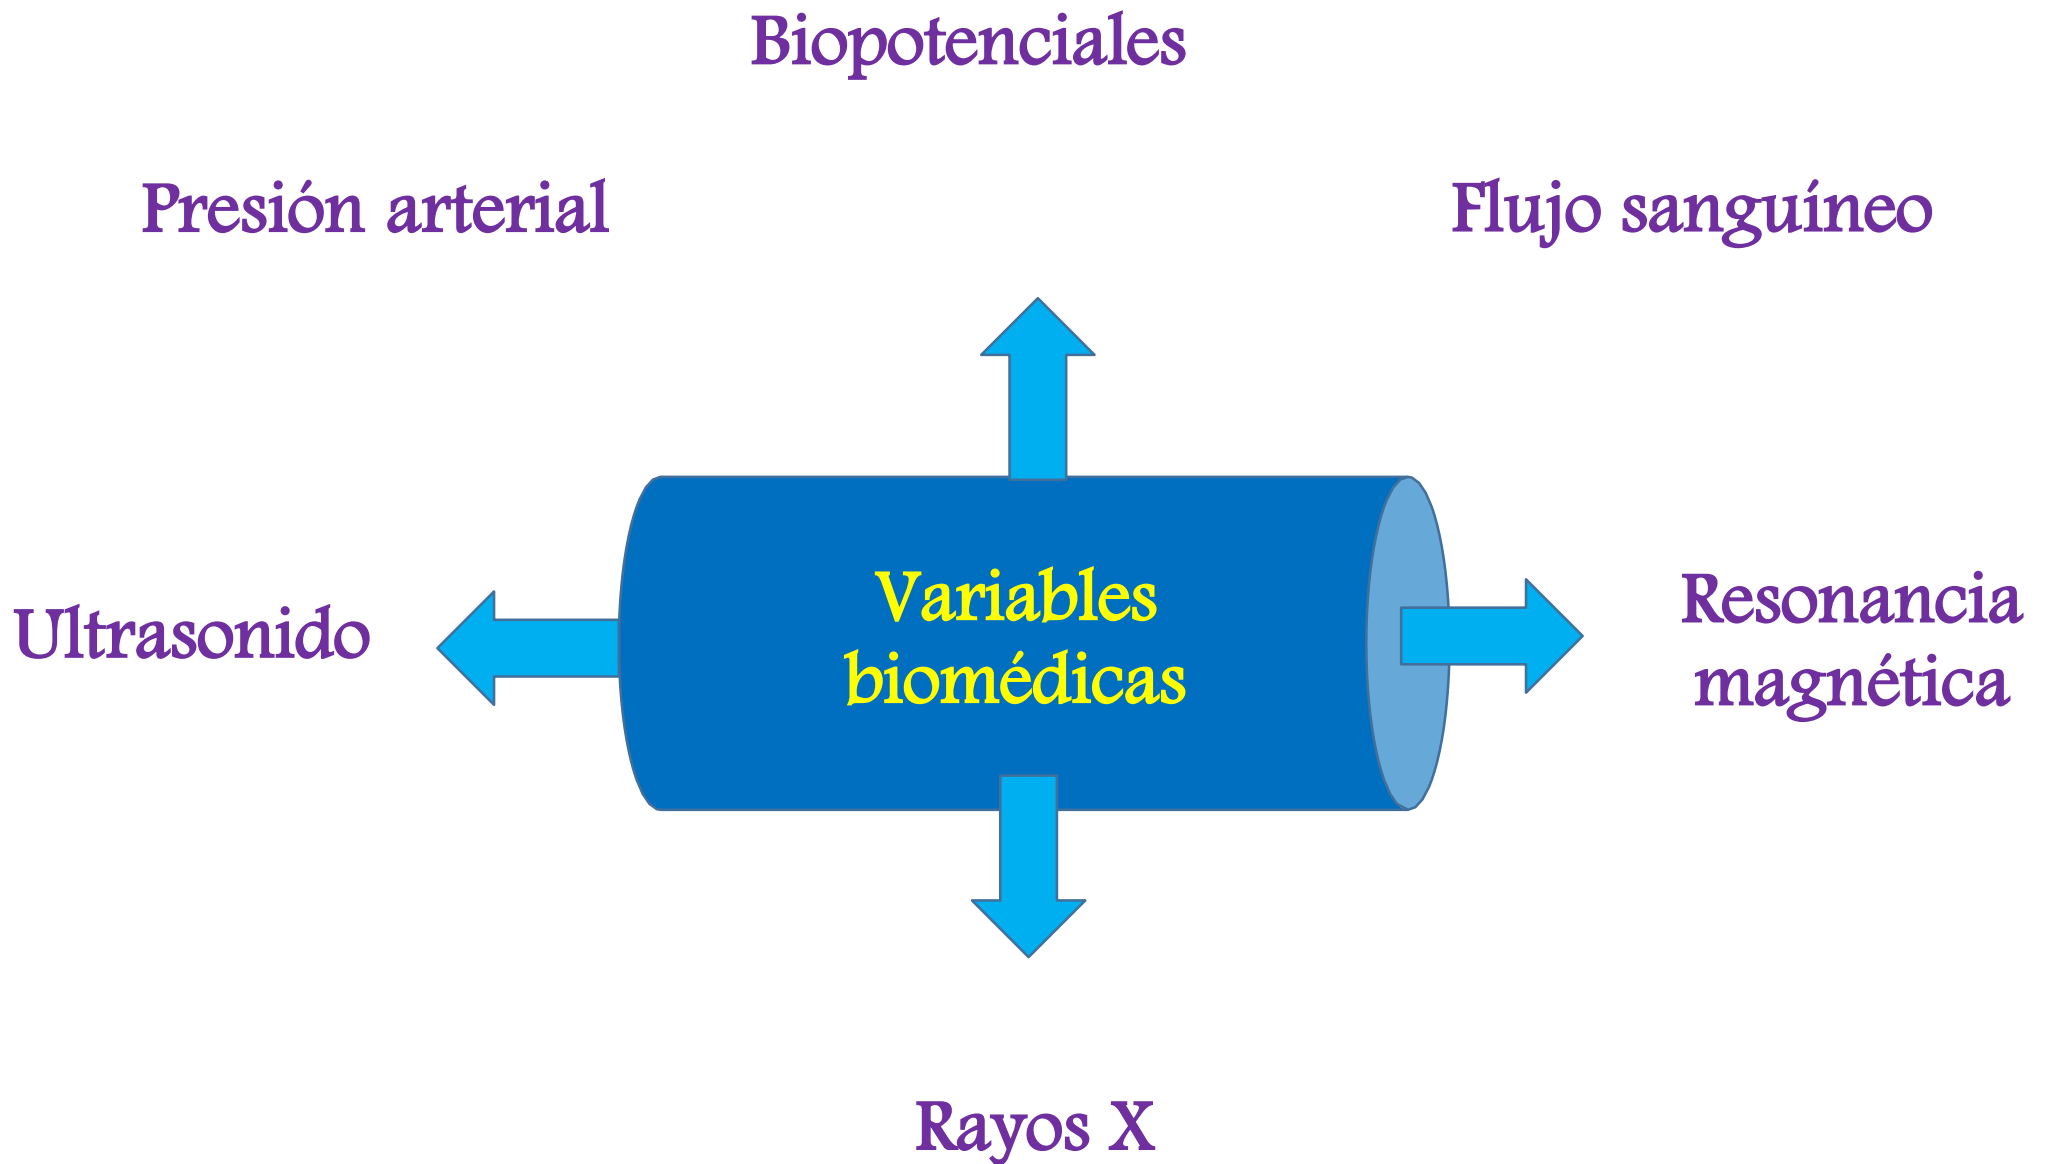 Biopotenciales
Presión arterial
Flujo sanguíneo
Variables
biomédicas
Ultrasonido
Resonancia
magnética
Rayos X